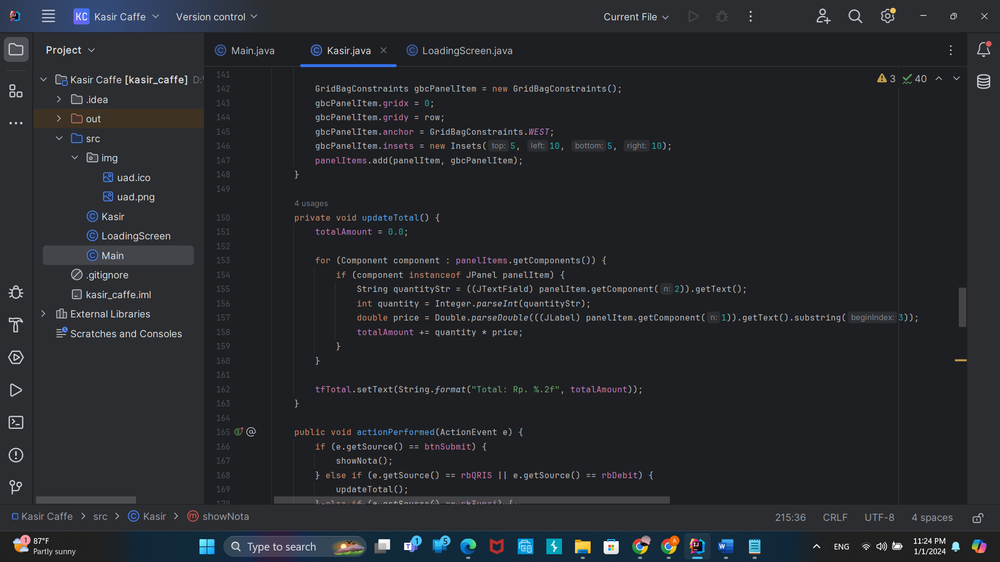 KC Kasir Caffe Version control Current File
Project
Main.java Kasir.java LoadingScreen.java
Kasir Caffe [kasir_caffe] D:\
.idea
out
src
img
uad.ico
uad.png
Kasir
LoadingScreen
Main
.gitignore
kasir_caffe.iml
External Libraries
Scratches and Consoles
3 40
141
142 GridBagConstraints gbcPanelItem = new GridBagConstraints();
143 gbcPanelItem.gridx = 0;
144 gbcPanelItem.gridy = row;
145 gbcPanelItem.anchor = GridBagConstraints.WEST;
146 gbcPanelItem.insets = new Insets( top: 5, left: 10, bottom: 5, right: 10);
147 panelItems.add(panelItem, gbcPanelItem);
148 }
149
4 usages
150 private void updateTotal() {
151 totalAmount = 0.0;
152
153 for (Component component : panelItems.getComponents()) {
154 if (component instanceof JPanel panelItem) {
155 String quantityStr = ((JTextField) panelItem.getComponent( n: 2)).getText();
156 int quantity = Integer.parseInt(quantityStr);
157 double price = Double.parseDouble(((JLabel) panelItem.getComponent( n: 1)).getText().substring( beginIndex: 3));
158 totalAmount += quantity * price;
159 }
160 }
161
162 tfTotal.setText(String.format("Total: Rp. %.2f", totalAmount));
163 }
164
165 public void actionPerformed(ActionEvent e) {
166 if (e.getSource() == btnSubmit) {
167 showNota();
168 } else if (e.getSource() == rbQRIS || e.getSource() == rbDebit) {
169 updateTotal();
170 } else if (e.getSource() == rbTunai) {
Kasir Caffe > src > Kasir > showNota
215:36 CRLF UTF-8 4 spaces
1 87°F
Partly sunny
Type to search
1
5
A
ENG
11:24 PM
1/1/2024